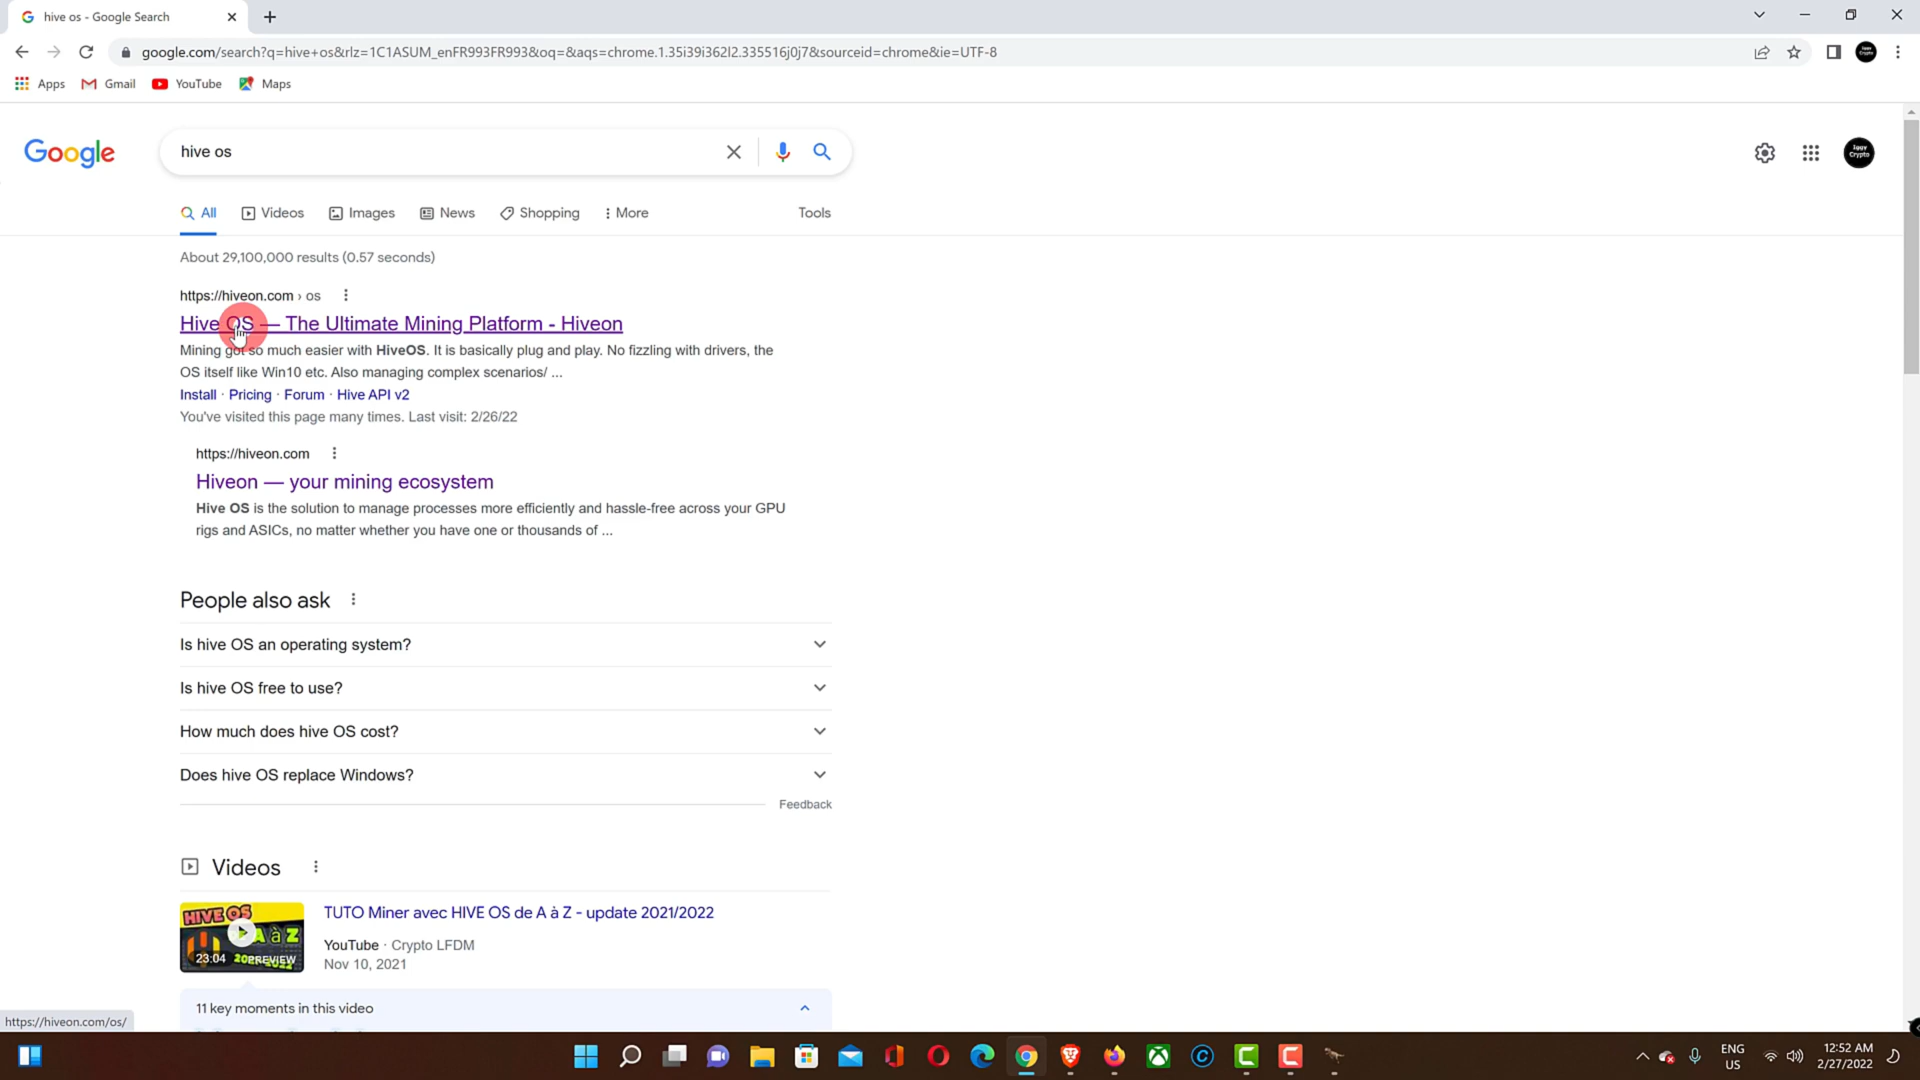 hive os - Google Search
google.com/search?q=hive+os&rlz=1C1ASUM_enFR993FR993&oq=&aqs=chrome.1.35i39i362l2.335516j0j7&sourceid=chrome&ie=UTF-8
Iggy Crypto
Apps Gmail YouTube Maps
Google
hive os
Iggy Crypto
All Videos Images News Shopping More Tools
About 29,100,000 results (0.57 seconds)
https://hiveon.com › os
Hive OS — The Ultimate Mining Platform - Hiveon
Mining got so much easier with HiveOS. It is basically plug and play. No fizzling with drivers, the
OS itself like Win10 etc. Also managing complex scenarios/ ...
Install · Pricing · Forum · Hive API v2
You've visited this page many times. Last visit: 2/26/22
https://hiveon.com
Hiveon — your mining ecosystem
Hive OS is the solution to manage processes more efficiently and hassle-free across your GPU
rigs and ASICs, no matter whether you have one or thousands of ...
People also ask
Is hive OS an operating system?
Is hive OS free to use?
How much does hive OS cost?
Does hive OS replace Windows?
Feedback
Videos
HIVE OS
A à Z
23:04
PREVIEW
TUTO Miner avec HIVE OS de A à Z - update 2021/2022
YouTube · Crypto LFDM
Nov 10, 2021
11 key moments in this video
https://hiveon.com/os/
ENG
US
12:52 AM
2/27/2022